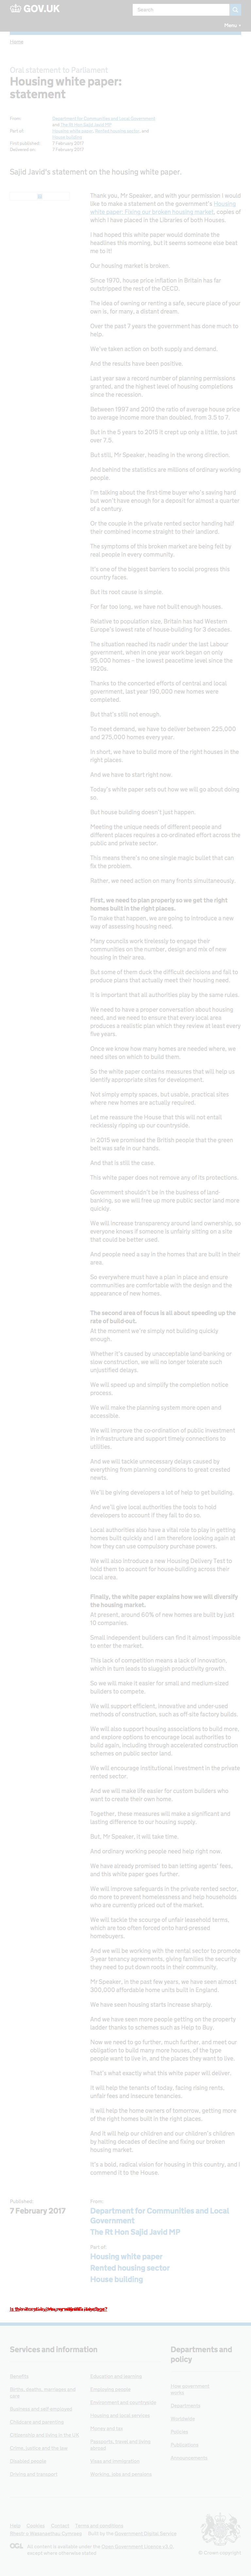 GOV.UK
Search
Menu
Home
Oral statement to Parliament
Housing white paper:
statement
From:
Department for Communities and Local Government
and The Rt Hon Sajid Javid MP
Part of:
Housing white paper, Rented housing sector, and
House building
First published:
7 February 2017
Delivered on:
7 February 2017
Sajid Javid's statement on the housing white paper.
Thank you, Mr Speaker, and with your permission I would
like to make a statement on the government's Housing
white paper: Fixing our broken housing market, copies of
which I have placed in the Libraries of both Houses.
I had hoped this white paper would dominate the
headlines this morning, but it seems someone else beat
me to it!
Our housing market is broken.
Since 1970, house price inflation in Britain has far
outstripped the rest of the OECD.
The idea of owning or renting a safe, secure place of your
own is, for many, a distant dream.
Over the past 7 years the government has done much to
help.
We've taken action on both supply and demand.
And the results have been positive.
Last year saw a record number of planning permissions
granted, and the highest level of housing completions
since the recession.
Between 1997 and 2010 the ratio of average house price
to average income more than doubled, from 3.5 to 7.
But in the 5 years to 2015 it crept up only a little, to just
over 7.5.
But still, Mr Speaker, heading in the wrong direction.
And behind the statistics are millions of ordinary working
people.
I'm talking about the first time buyer who's saving hard
but won't have enough for a deposit for almost a quarter
of a century.
Or the couple in the private rented sector handing half
their combined income straight to their landlord.
The symptoms of this broken market are being felt by
real people in every community.
It's one of the biggest barriers to social progress this
country faces.
But its root cause is simple.
For far too long, we have not built enough houses.
Relative to population size, Britain has had Western
Europe's lowest rate of house-building for 3 decades.
The situation reached its nadir under the last Labour
government, when in one year work began on only
95,000 homes – the lowest peacetime level since the
1920s.
Thanks to the concerted efforts of central and local
government, last year 190,000 new homes were
completed.
But that's still not enough.
To meet demand, we have to deliver between 225,000
and 275,000 homes every year.
In short, we have to build more of the right houses in the
right places.
And we have to start right now.
Today's white paper sets out how we will go about doing
so.
But house building doesn't just happen.
Meeting the unique needs of different people and
different places requires a co-ordinated effort across the
public and private sector.
This means there's no one single magic bullet that can
fix the problem.
Rather, we need action on many fronts simultaneously.
First, we need to plan properly so we get the right
homes built in the right places.
To make that happen, we are going to introduce a new
way of assessing housing need.
Many councils work tirelessly to engage their
communities on the number, design and mix of new
housing in their area.
But some of them duck the difficult decisions and fail to
produce plans that actually meet their housing need.
It is important that all authorities play by the same rules.
We need to have a proper conversation about housing
need, and we need to ensure that every local area
produces a realistic plan which they review at least every
five years.
Once we know how many homes are needed where, we
need sites on which to build them.
So the white paper contains measures that will help us
identify appropriate sites for development.
Not simply empty spaces, but usable, practical sites
where new homes are actually required.
Let me reassure the House that this will not entail
recklessly ripping up our countryside.
In 2015 we promised the British people that the green
belt was safe in our hands.
And that is still the case.
This white paper does not remove any of its protections.
Government shouldn't be in the business of land-
banking, so we will free up more public sector land more
quickly.
We will increase transparency around land ownership, so
everyone knows if someone is unfairly sitting on a site
that could be better used.
And people need a say in the homes that are built in their
area.
So everywhere must have a plan in place and ensure
communities are comfortable with the design and the
appearance of new homes.
The second area of focus is all about speeding up the
rate of build-out.
At the moment we're simply not building quickly
enough.
Whether it's caused by unacceptable land-banking or
slow construction, we will no longer tolerate such
unjustified delays.
We will speed up and simplify the completion notice
process.
We will make the planning system more open and
accessible.
We will improve the co-ordination of public investment
in infrastructure and support timely connections to
utilities.
And we will tackle unnecessary delays caused by
everything from planning conditions to great crested
newts.
We'll be giving developers a lot of help to get building.
And we'll give local authorities the tools to hold
developers to account if they fail to do so.
Local authorities also have a vital role to play in getting
homes built quickly and I am therefore looking again at
how they can use compulsory purchase powers.
We will also introduce a new Housing Delivery Test to
hold them to account for house-building across their
local area.
Finally, the white paper explains how we will diversify
the housing market.
At present, around 60% of new homes are built by just
10 companies.
Small independent builders can find it almost impossible
to enter the market.
This lack of competition means a lack of innovation,
which in turn leads to sluggish productivity growth.
So we will make it easier for small and medium sized
builders to compete.
We will support efficient, innovative and under-used
methods of construction, such as off site factory builds.
We will also support housing associations to build more,
and explore options to encourage local authorities to
build again, including through accelerated construction
schemes on public sector land.
We will encourage institutional investment in the private
rented sector.
And we will make life easier for custom builders who
want to create their own home.
Together, these measures will make a significant and
lasting difference to our housing supply.
But, Mr Speaker, it will take time.
And ordinary working people need help right now.
We have already promised to ban letting agents' fees,
and this white paper goes further.
We will improve safeguards in the private rented sector,
do more to prevent homelessness and help households
who are currently priced out of the market.
We will tackle the scourge of unfair leasehold terms,
which are too often forced onto hard-pressed
homebuyers.
And we will be working with the rental sector to promote
3-year tenancy agreements, giving families the security
they need to put down roots in their community.
Mr Speaker, in the past few years, we have seen almost
300,000 affordable home units built in England.
We have seen housing starts increase sharply.
And we have seen more people getting on the property
ladder thanks to schemes such as Help to Buy.
Now we need to go further, much further, and meet our
obligation to build many more houses, of the type
people want to live in, and the places they want to live.
That's what exactly what this white paper will deliver.
It will help the tenants of today, facing rising rents,
unfair fees and insecure tenancies.
It will help the home owners of tomorrow, getting more
of the right homes built in the right places.
And it will help our children and our children's children
by halting decades of decline and fixing our broken
housing market.
It's a bold, radical vision for housing in this country, and I
commend it to the House.
Published:
7 February 2017
From:
Department for Communities and Local
Government
The Rt Hon Sajid Javid MP
Part of:
Housing white paper
Rented housing sector
House building
Services and information
Benefits
Births, deaths, marriages and
care
Business and self-employed
Childcare and parenting
Citizenship and living in the UK
Crime, justice and the law
Disabled people
Driving and transport
Education and learning
Employing people
Environment and countryside
Housing and local services
Money and tax
Passports, travel and living
abroad
Visas and immigration
Working, jobs and pensions
Departments and
policy
How government
works
Departments
Worldwide
Policies
Publications
Announcements
Help
Cookies
Contact
Terms and conditions
Rhestr o Wasanaethau Cymraeg
Built by the Government Digital Service
OGL
All content is available under the Open Government Licence v3.0,
except where otherwise stated
© Crown copyright